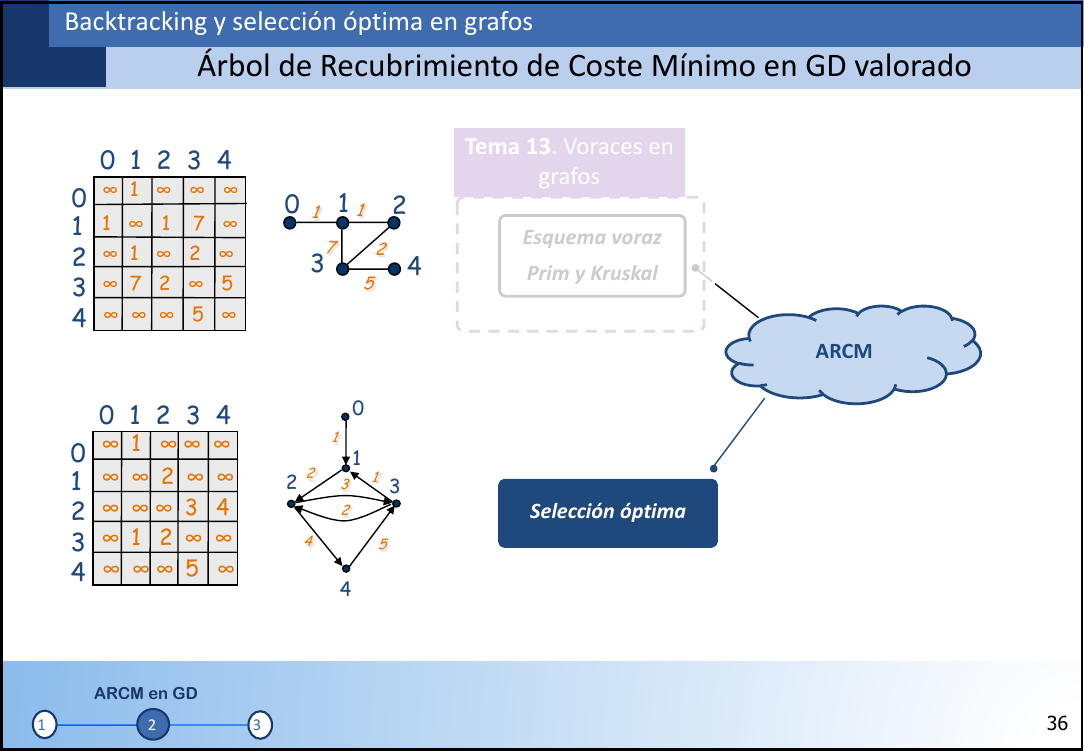 Backtracking y selección óptima en grafos
Árbol de Recubrimiento de Coste Mínimo en GD valorado
0 1 2 3 4
0 ∞ 1 ∞ ∞ ∞
1 1 ∞ 1 7 ∞
2 ∞ 1 ∞ 2 ∞
3 ∞ 7 2 ∞ 5
4 ∞ ∞ ∞ 5 ∞
0 1 2
1 1
7 2
3 4
5
Tema 13. Voraces en
grafos
Esquema voraz
Prim y Kruskal
ARCM
0 1 2 3 4
0 ∞ 1 ∞ ∞ ∞
1 ∞ ∞ 2 ∞ ∞
2 ∞ ∞ ∞ 3 4
3 ∞ 1 2 ∞ ∞
4 ∞ ∞ ∞ 5 ∞
0
1
1
2 2 3 1 3
2
4 5
4
Selección óptima
ARCM en GD
1 2 3
36